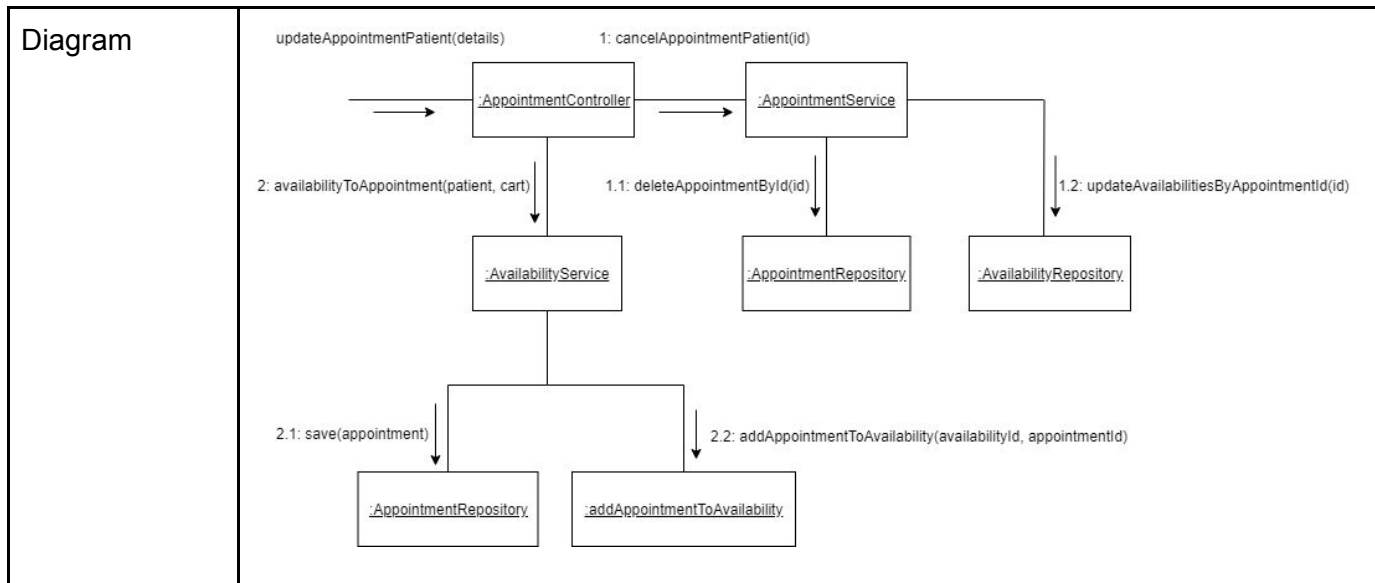 Diagram
updateAppointmentPatient(details)
1: cancelAppointmentPatient(id)
:AppointmentController
:AppointmentService
2: availabilityToAppointment(patient, cart)
1.1: deleteAppointmentById(id)
1.2: updateAvailabilitiesByAppointmentId(id)
:AvailabilityService
:AppointmentRepository
:AvailabilityRepository
2.1: save(appointment)
2.2: addAppointmentToAvailability(availabilityId, appointmentId)
:AppointmentRepository
:addAppointmentToAvailability